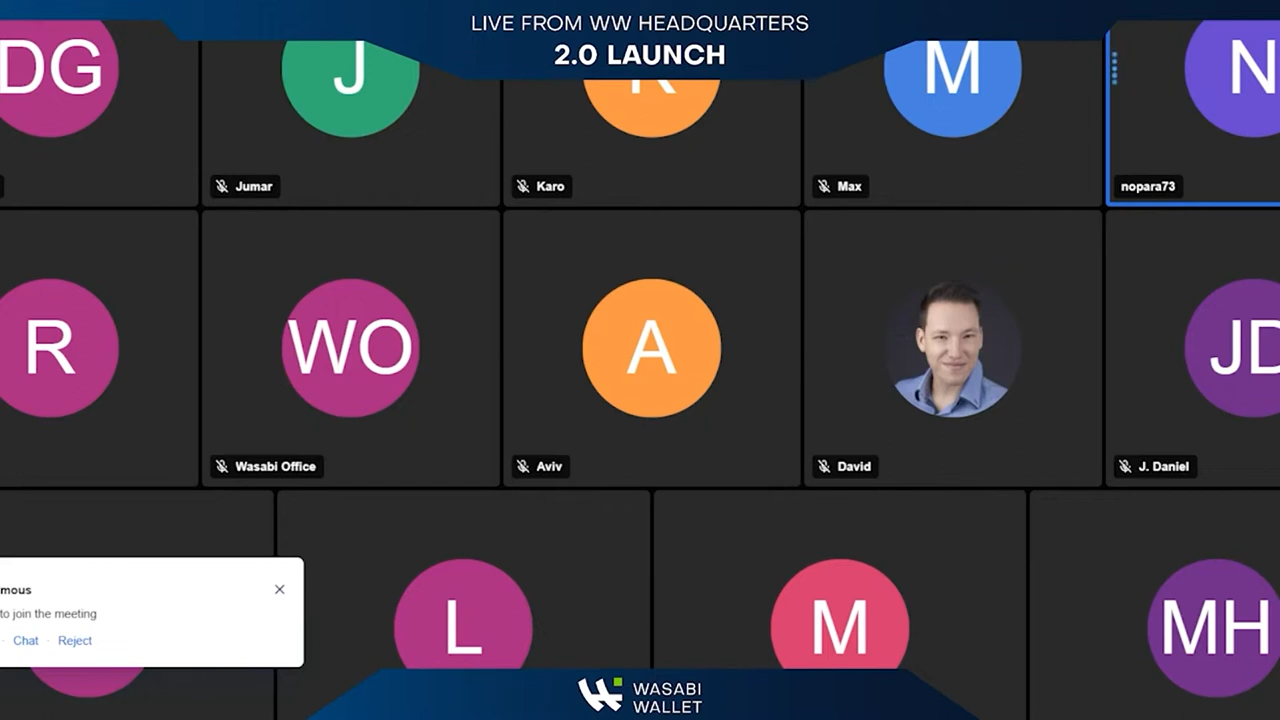 LIVE FROM WW HEADQUARTERS
2.0 LAUNCH
DG
J
K
M
N
Jumar
Karo
Max
nopara73
R
WO
A
JD
Wasabi Office
Aviv
David
J. Daniel
mous
to join the meeting
Chat · Reject
L
M
MH
WASABI
WALLET